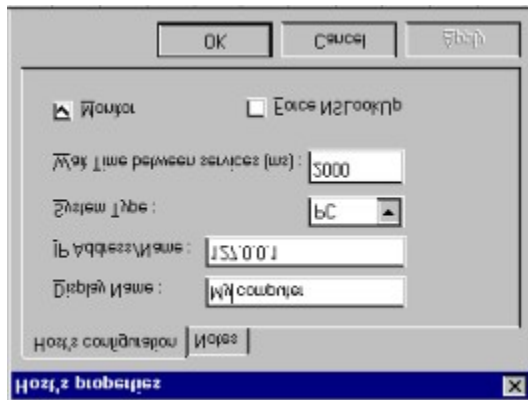 Host's properties
Host's configuration
Notes
Display Name :
My computer
IP Address/Name :
127.0.0.1
System Type :
PC
Wait Time between services (ms) :
2000
Monitor
Force NSLookUp
OK
Cancel
Apply